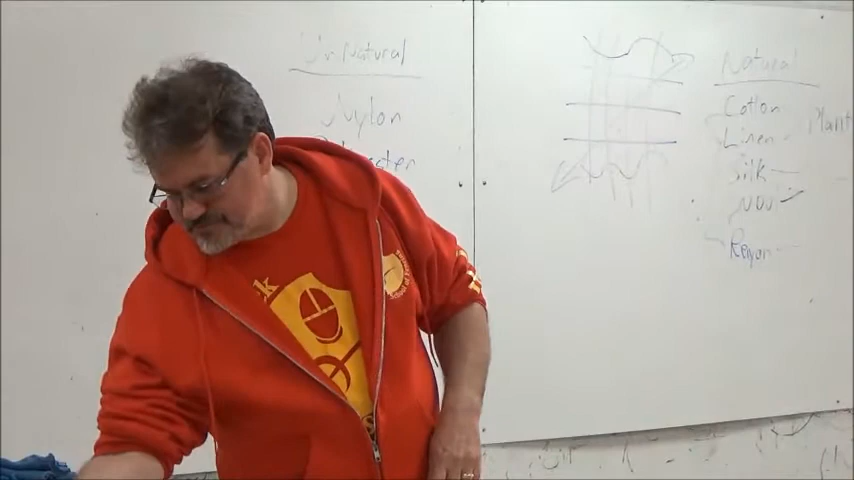 Un Natural
Nylon
Natural
Cotton
Linen - Plant
Silk
Rayon